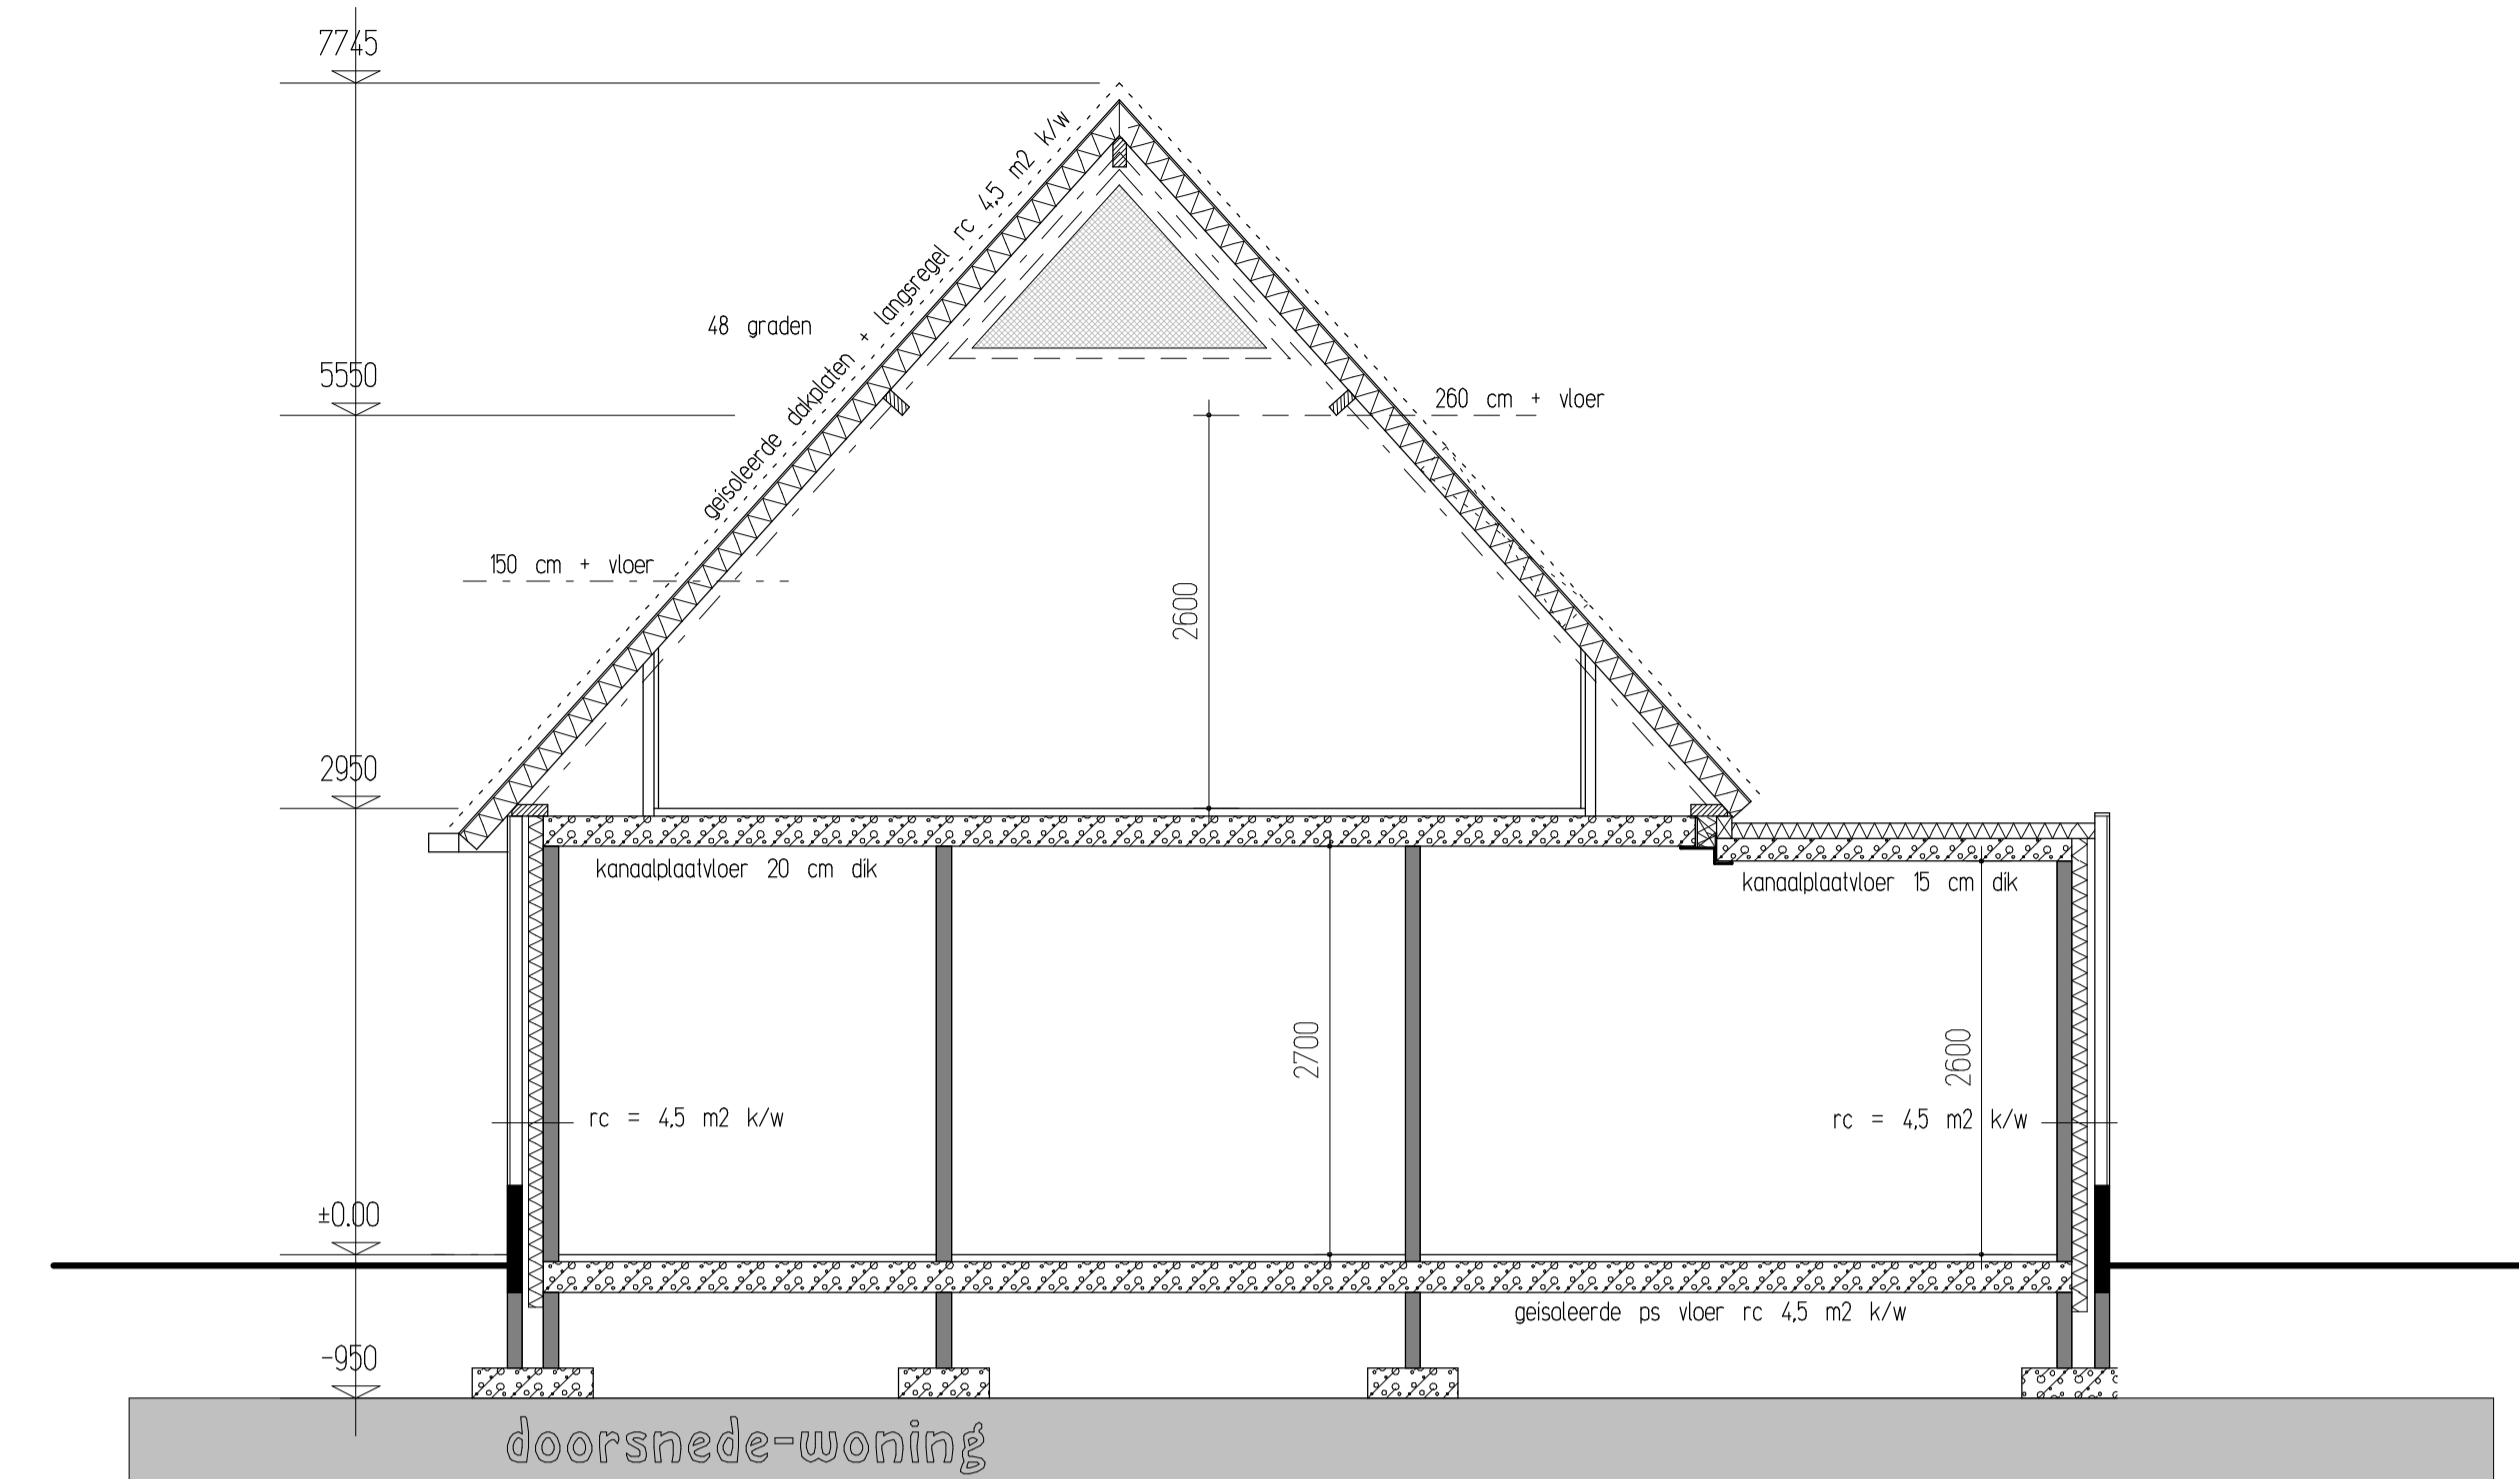 7745
geisoleerde dakplaten + langsregel rc 4,5 m2 k/w
48 graden
5550
260 cm + vloer
150 cm + vloer
2600
2950
kanaalplaatvloer 20 cm dik
kanaalplaatvloer 15 cm dik
2700
2600
rc = 4,5 m2 k/w
rc = 4,5 m2 k/w
±0.00
geisoleerde ps vloer rc 4,5 m2 k/w
-950
doorsnede-woning